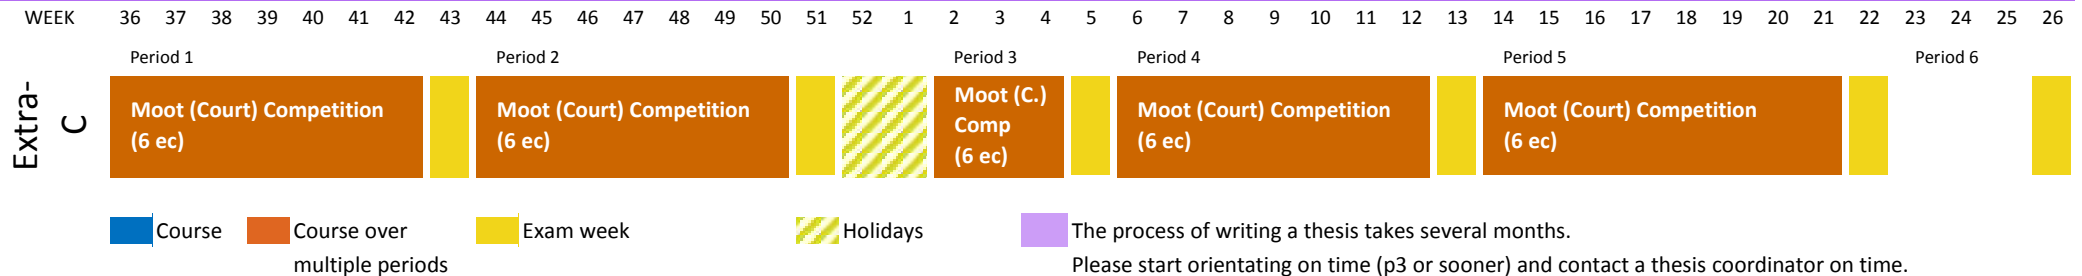 WEEK 36 37 38 39 40 41 42 43 44 45 46 47 48 49 50 51 52 1 2 3 4 5 6 7 8 9 10 11 12 13 14 15 16 17 18 19 20 21 22 23 24 25 26
Period 1 Period 2 Period 3 Period 4 Period 5 Period 6
Extra-
C
Moot (Court) Competition
(6 ec)
Moot (Court) Competition
(6 ec)
Moot (C.)
Comp
(6 ec)
Moot (Court) Competition
(6 ec)
Moot (Court) Competition
(6 ec)
Course
Course over
multiple periods
Exam week
Holidays
The process of writing a thesis takes several months.
Please start orientating on time (p3 or sooner) and contact a thesis coordinator on time.